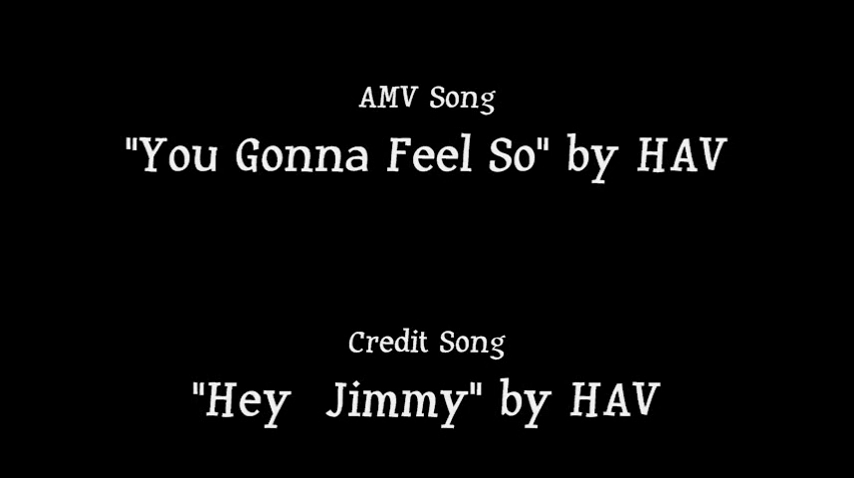 AMV Song
"You Gonna Feel So" by HAV
Credit Song
"Hey Jimmy" by HAV